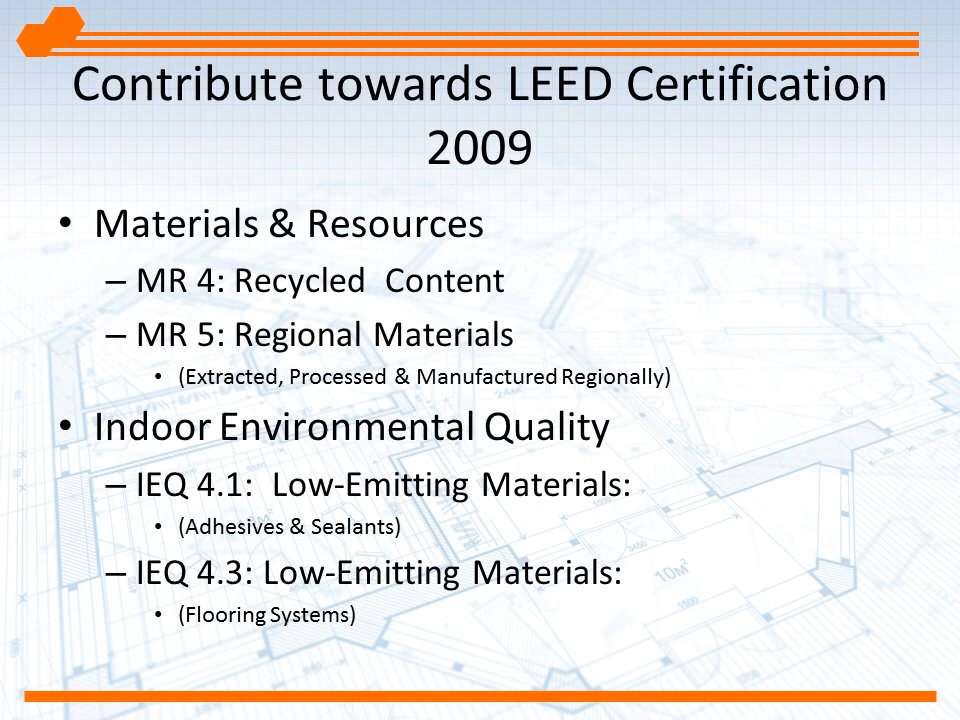 Contribute towards LEED Certification
2009
• Materials & Resources
– MR 4: Recycled  Content
– MR 5: Regional Materials
• (Extracted, Processed & Manufactured Regionally)
• Indoor Environmental Quality
– IEQ 4.1:  Low-Emitting Materials:
• (Adhesives & Sealants)
– IEQ 4.3: Low-Emitting Materials:
• (Flooring Systems)
10M²